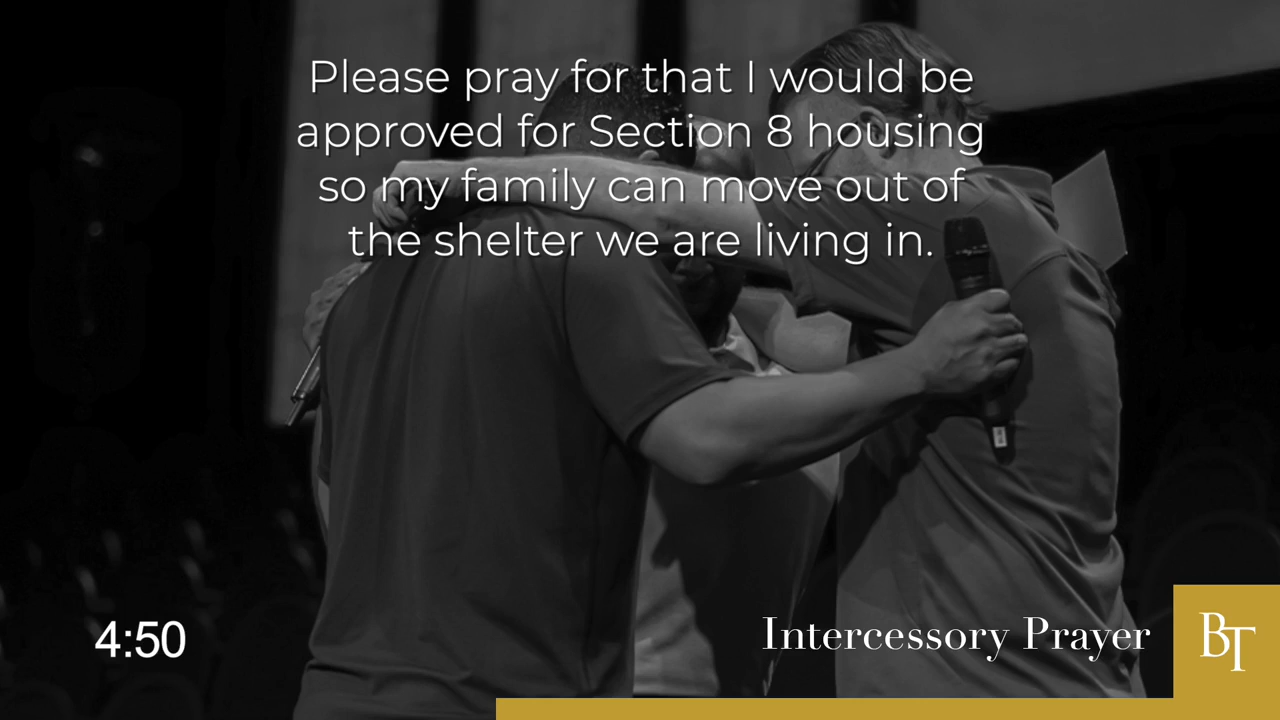 Please pray for that I would be
approved for Section 8 housing
so my family can move out of
the shelter we are living in.
4:50
Intercessory Prayer
BT